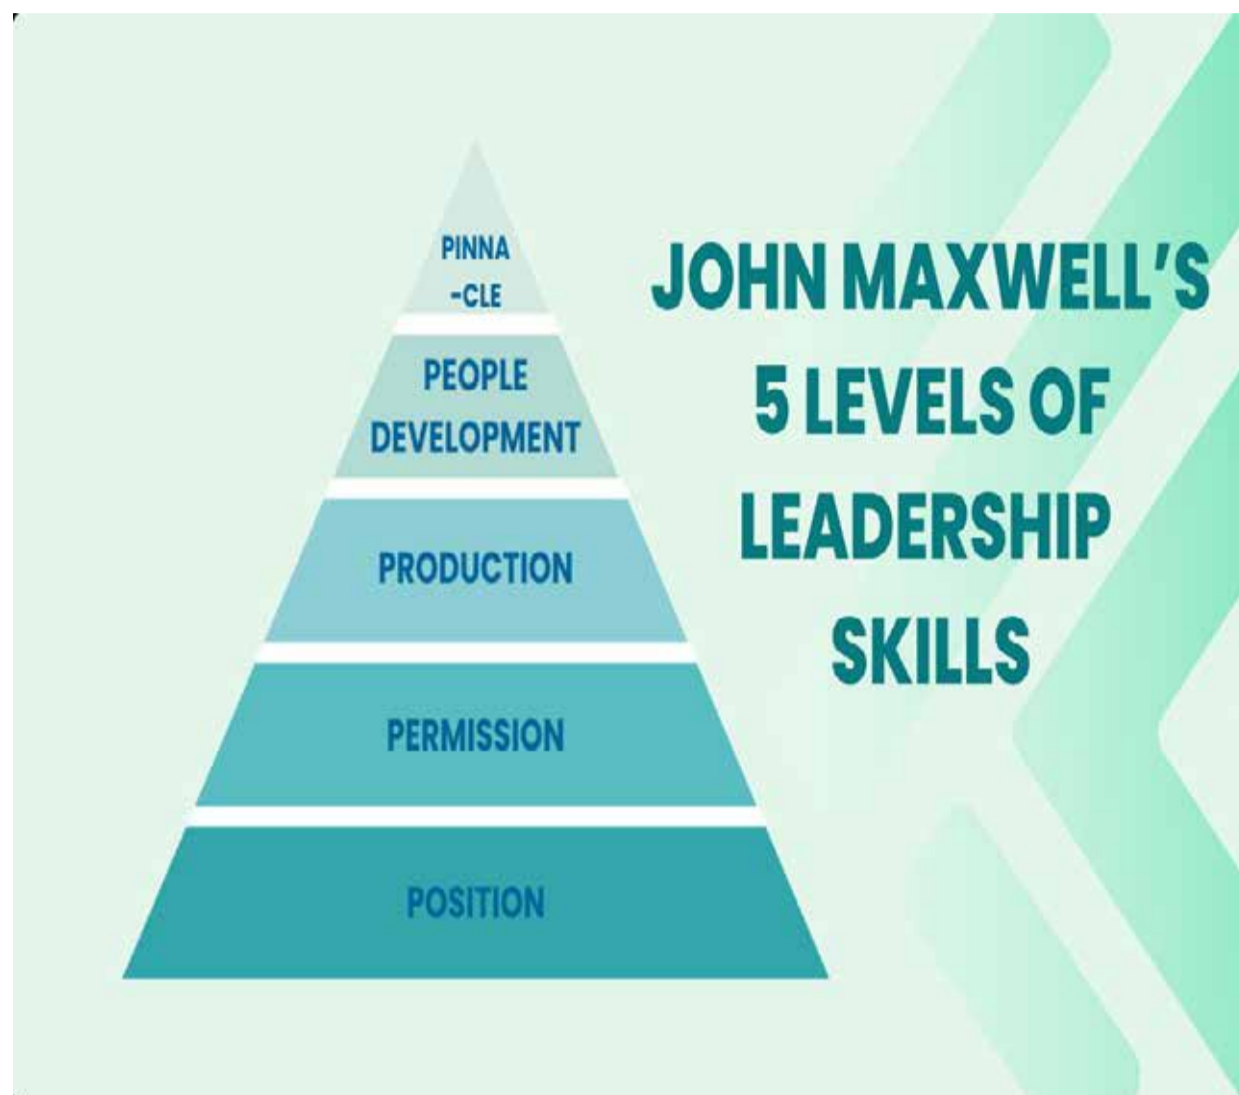 PINNA
-CLE
PEOPLE
DEVELOPMENT
PRODUCTION
PERMISSION
POSITION
JOHN MAXWELL'S
5 LEVELS OF
LEADERSHIP
SKILLS